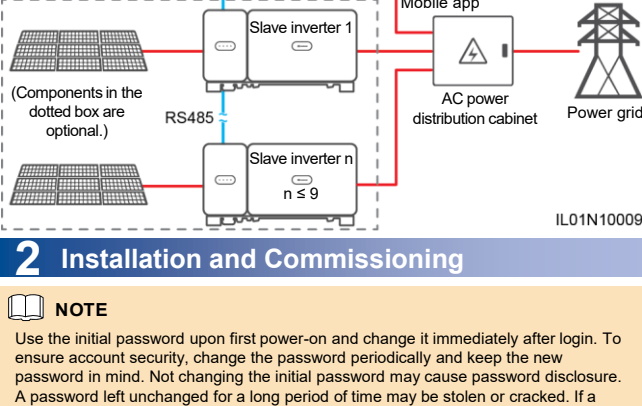 Mobile app
Slave inverter 1
(Components in the
dotted box are
optional.)
RS485
AC power
distribution cabinet
Power grid
Slave inverter n
n ≤ 9
IL01N10009
2 Installation and Commissioning
NOTE
Use the initial password upon first power-on and change it immediately after login. To
ensure account security, change the password periodically and keep the new
password in mind. Not changing the initial password may cause password disclosure.
A password left unchanged for a long period of time may be stolen or cracked. If a